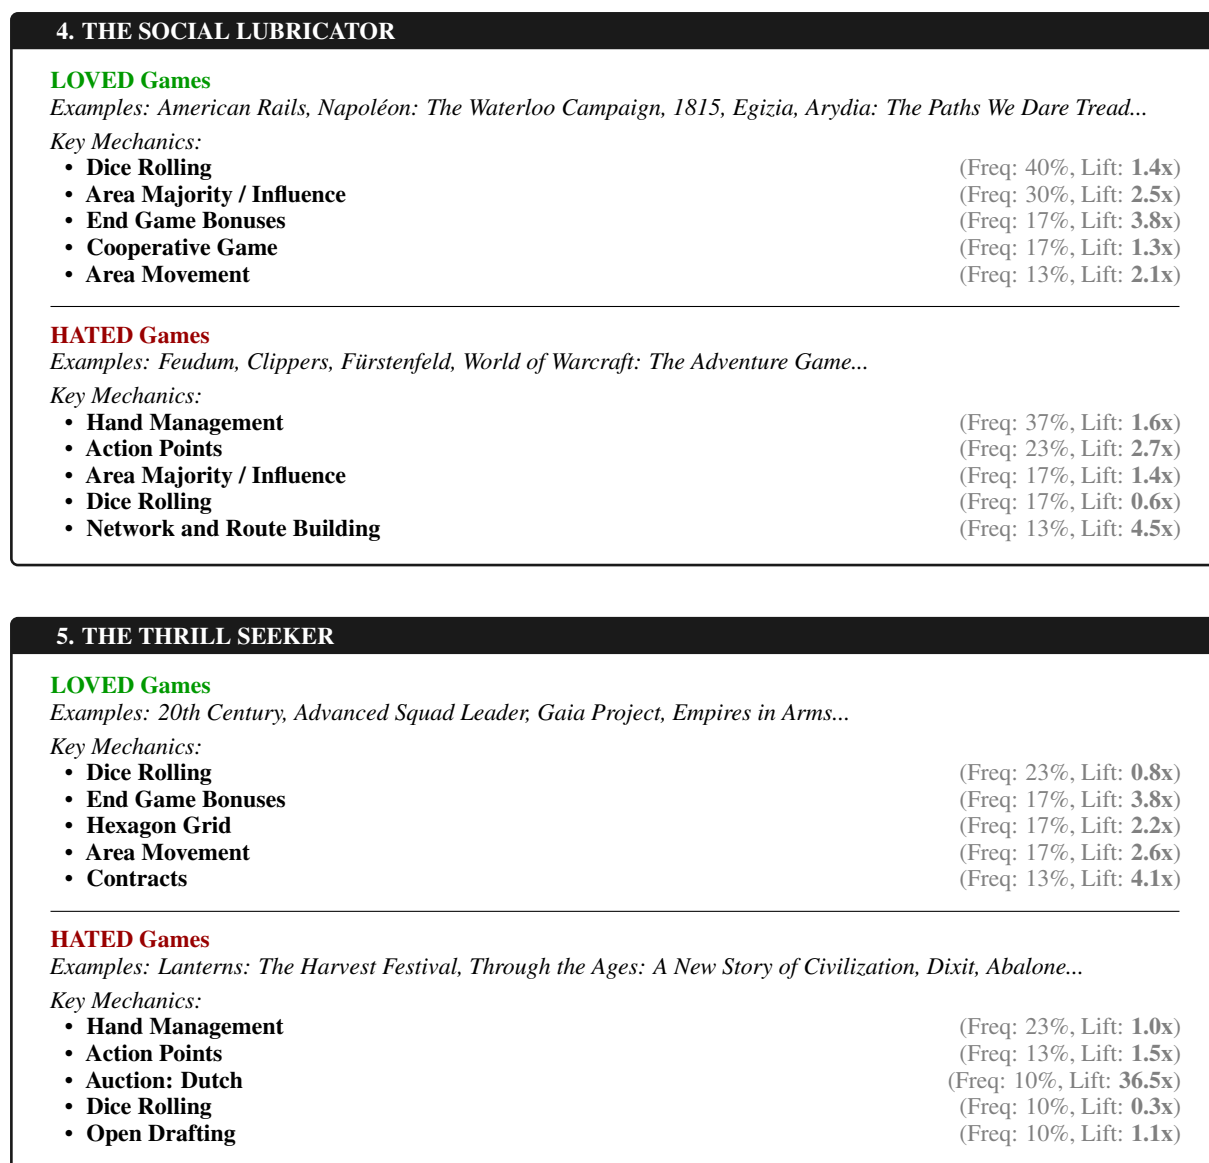 4. THE SOCIAL LUBRICATOR
LOVED Games
Examples: American Rails, Napoléon: The Waterloo Campaign, 1815, Egizia, Arydia: The Paths We Dare Tread...
Key Mechanics:
• Dice Rolling (Freq: 40%, Lift: 1.4x)
• Area Majority / Influence (Freq: 30%, Lift: 2.5x)
• End Game Bonuses (Freq: 17%, Lift: 3.8x)
• Cooperative Game (Freq: 17%, Lift: 1.3x)
• Area Movement (Freq: 13%, Lift: 2.1x)
HATED Games
Examples: Feudum, Clippers, Fürstenfeld, World of Warcraft: The Adventure Game...
Key Mechanics:
• Hand Management (Freq: 37%, Lift: 1.6x)
• Action Points (Freq: 23%, Lift: 2.7x)
• Area Majority / Influence (Freq: 17%, Lift: 1.4x)
• Dice Rolling (Freq: 17%, Lift: 0.6x)
• Network and Route Building (Freq: 13%, Lift: 4.5x)
5. THE THRILL SEEKER
LOVED Games
Examples: 20th Century, Advanced Squad Leader, Gaia Project, Empires in Arms...
Key Mechanics:
• Dice Rolling (Freq: 23%, Lift: 0.8x)
• End Game Bonuses (Freq: 17%, Lift: 3.8x)
• Hexagon Grid (Freq: 17%, Lift: 2.2x)
• Area Movement (Freq: 17%, Lift: 2.6x)
• Contracts (Freq: 13%, Lift: 4.1x)
HATED Games
Examples: Lanterns: The Harvest Festival, Through the Ages: A New Story of Civilization, Dixit, Abalone...
Key Mechanics:
• Hand Management (Freq: 23%, Lift: 1.0x)
• Action Points (Freq: 13%, Lift: 1.5x)
• Auction: Dutch (Freq: 10%, Lift: 36.5x)
• Dice Rolling (Freq: 10%, Lift: 0.3x)
• Open Drafting (Freq: 10%, Lift: 1.1x)